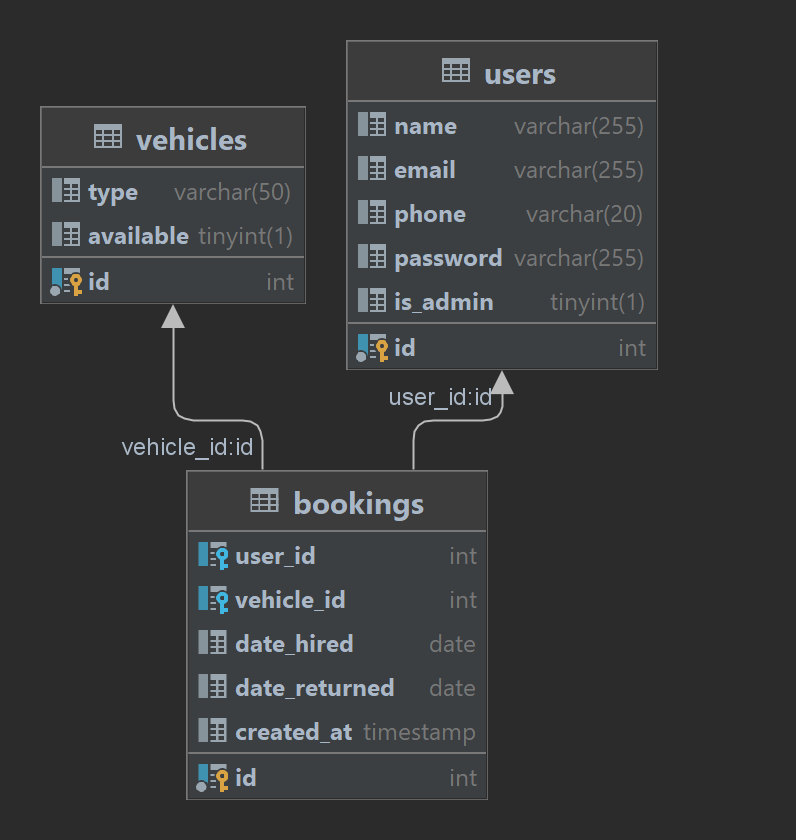 vehicles
type varchar(50)
available tinyint(1)
id int
users
name varchar(255)
email varchar(255)
phone varchar(20)
password varchar(255)
is_admin tinyint(1)
id int
user_id:id
vehicle_id:id
bookings
user_id int
vehicle_id int
date_hired date
date_returned date
created_at timestamp
id int